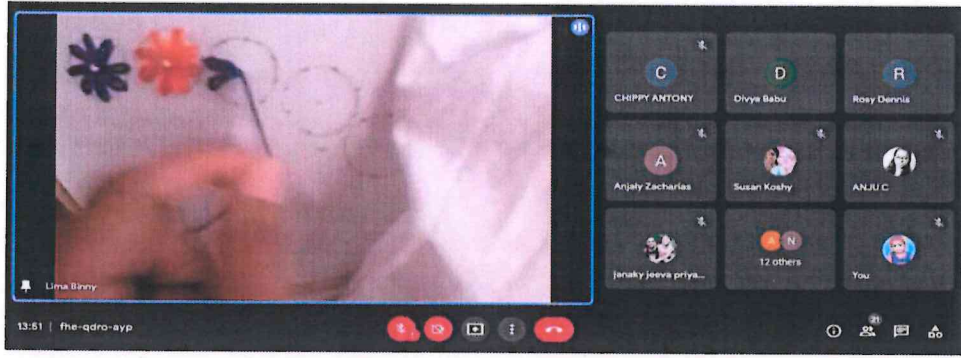 C
CHIPPY ANTONY
D
Divya Babu
R
Rosy Dennis
A
Anjaly Zacharias
Susan Koshy
ANJU C
janaky jeeva priya...
A N
12 others
You
Lima Binny
13:51 | fhe-qdro-ayp
21